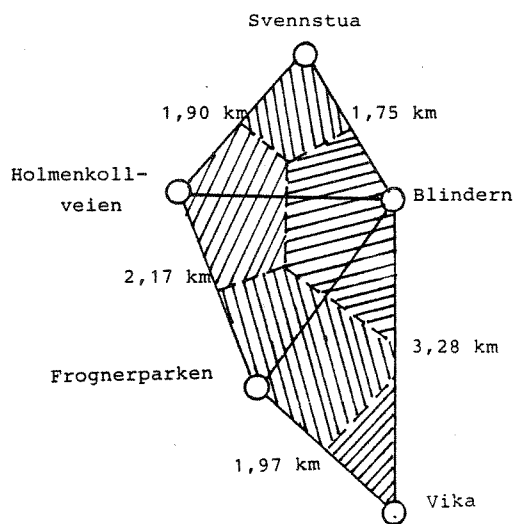 Svennstua
1,90 km
1,75 km
Holmenkoll-
veien
Blindern
2,17 km
3,28 km
Frognerparken
1,97 km
Vika